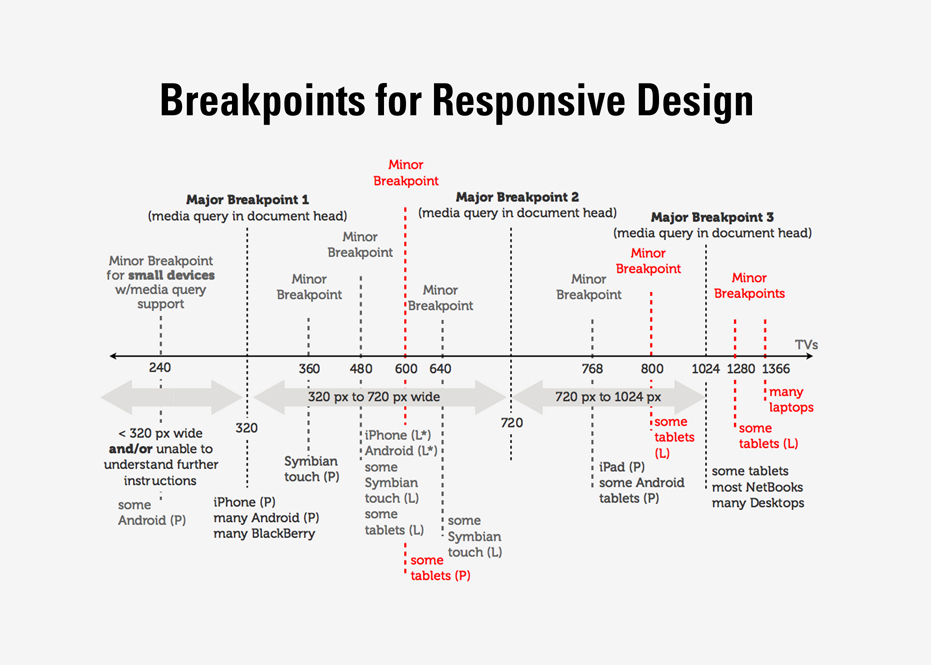 Breakpoints for Responsive Design
Minor
Breakpoint
Major Breakpoint 1
(media query in document head)
Major Breakpoint 2
(media query in document head)
Major Breakpoint 3
(media query in document head)
Minor Breakpoint
for small devices
w/media query
support
Minor
Breakpoint
Minor
Breakpoint
Minor
Breakpoint
Minor
Breakpoint
Minor
Breakpoint
Minor
Breakpoints
TVs
240
360
480
600
640
768
800
1024
1280
1366
320 px to 720 px wide
720 px to 1024 px
320
720
< 320 px wide
and/or unable to
understand further
instructions
some
Android (P)
iPhone (P)
many Android (P)
many BlackBerry
Symbian
touch (P)
iPhone (L*)
Android (L*)
some
Symbian
touch (L)
some
tablets (L)
some
tablets (P)
some
Symbian
touch (L)
iPad (P)
some Android
tablets (P)
some
tablets
(L)
some tablets
most NetBooks
many Desktops
some
tablets (L)
many
laptops